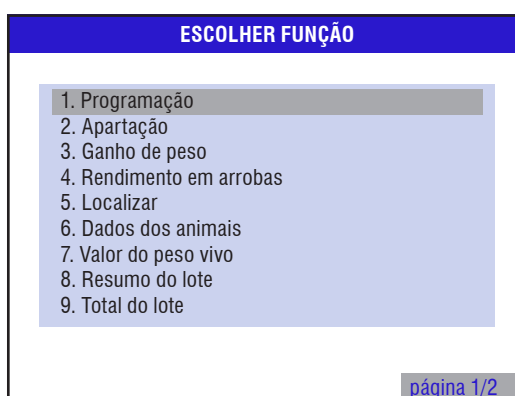 ESCOLHER FUNÇÃO
1. Programação
2. Apartação
3. Ganho de peso
4. Rendimento em arrobas
5. Localizar
6. Dados dos animais
7. Valor do peso vivo
8. Resumo do lote
9. Total do lote
página 1/2